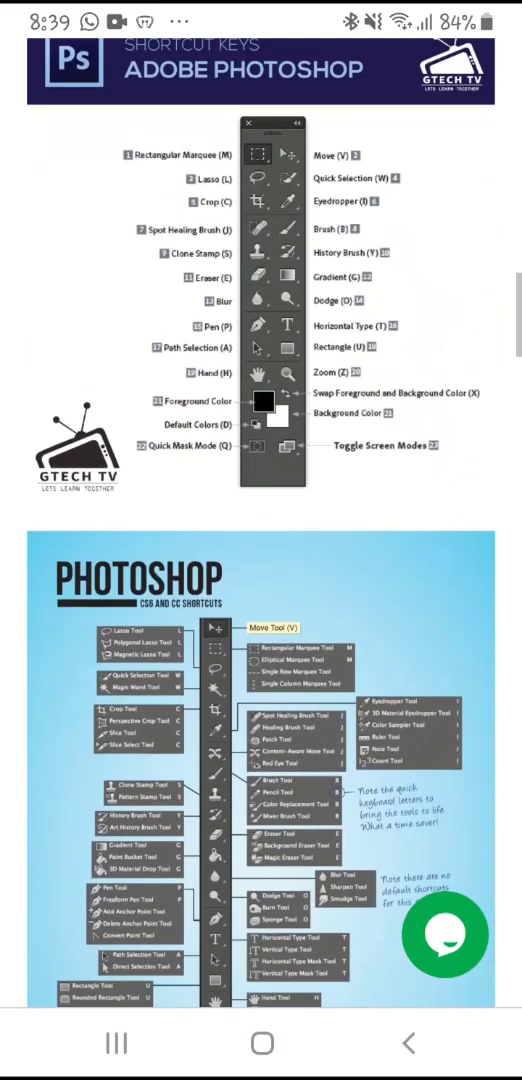 8:39 84%
Ps
SHORTCUT KEYS
ADOBE PHOTOSHOP
GTECH TV
LETS LEARN TOGETHER
1 Rectangular Marquee (M)
Move (V) 2
3 Lasso (L)
Quick Selection (W) 4
5 Crop (C)
Eyedropper (I) 6
7 Spot Healing Brush (J)
Brush (B) 8
9 Clone Stamp (S)
History Brush (Y) 10
11 Eraser (E)
Gradient (G) 12
13 Blur
Dodge (O) 14
15 Pen (P)
Horizontal Type (T) 16
17 Path Selection (A)
Rectangle (U) 18
19 Hand (H)
Zoom (Z) 20
Swap Foreground and Background Color (X)
21 Foreground Color
Background Color 21
Default Colors (D)
22 Quick Mask Mode (Q)
Toggle Screen Modes 23
GTECH TV
LETS LEARN TOGETHER
PHOTOSHOP
CS6 AND CC SHORTCUTS
Move Tool (V)
Lasso Tool L
Polygonal Lasso Tool L
Magnetic Lasso Tool L
Rectangular Marquee Tool M
Elliptical Marquee Tool M
Single Row Marquee Tool
Single Column Marquee Tool
Quick Selection Tool W
Magic Wand Tool W
Crop Tool C
Perspective Crop Tool C
Slice Tool C
Slice Select Tool C
Eyedropper Tool I
3D Material Eyedropper Tool I
Color Sampler Tool I
Ruler Tool I
Note Tool I
Count Tool I
Spot Healing Brush Tool J
Healing Brush Tool J
Patch Tool J
Content-Aware Move Tool J
Red Eye Tool J
Clone Stamp Tool S
Pattern Stamp Tool S
Brush Tool B
Pencil Tool B
Color Replacement Tool B
Mixer Brush Tool B
Note the quick
keyboard letters to
bring the tools to life.
What a time saver!
History Brush Tool Y
Art History Brush Tool Y
Eraser Tool E
Background Eraser Tool E
Magic Eraser Tool E
Gradient Tool G
Paint Bucket Tool G
3D Material Drop Tool G
Blur Tool
Sharpen Tool
Smudge Tool
Note there are no
default shortcuts
for this
Pen Tool P
Freeform Pen Tool P
Add Anchor Point Tool
Delete Anchor Point Tool
Convert Point Tool
Dodge Tool O
Burn Tool O
Sponge Tool O
Horizontal Type Tool T
Vertical Type Tool T
Horizontal Type Mask Tool T
Vertical Type Mask Tool T
Path Selection Tool A
Direct Selection Tool A
Rectangle Tool U
Rounded Rectangle Tool U
Hand Tool H